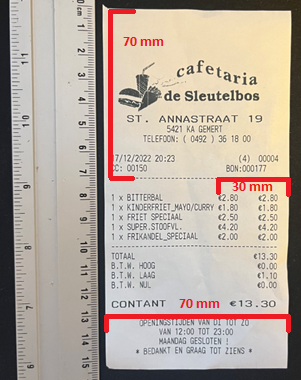 70 mm
cafetaria
de Sleutelbos
ST. ANNASTRAAT 19
5421 KA GEMERT
TELEFOON: ( 0492 ) 36 18 00
07/12/2022 20:23 (4) 00004
CC: 00150 BON:000177
30 mm
1 x BITTERBAL €2.80 €2.80
1 x KINDERFRIET_MAYO/CURRY €1.80 €1.80
1 x FRIET SPECIAAL €2.50 €2.50
1 x SUPER.STOOFVL. €4.20 €4.20
1 x FRIKANDEL_SPECIAAL €2.00 €2.00
TOTAAL €13.30
B.T.W. HOOG €0.00
B.T.W. LAAG €1.10
B.T.W. NUL €0.00
CONTANT 70 mm €13.30
OPENINGSTIJDEN VAN DI TOT ZO
VAN 12:00 TOT 23:00
MAANDAG GESLOTEN !
* BEDANKT EN GRAAG TOT ZIENS *
cm
1
2
3
4
5
6
7
8
9
10
11
12
13
14
15